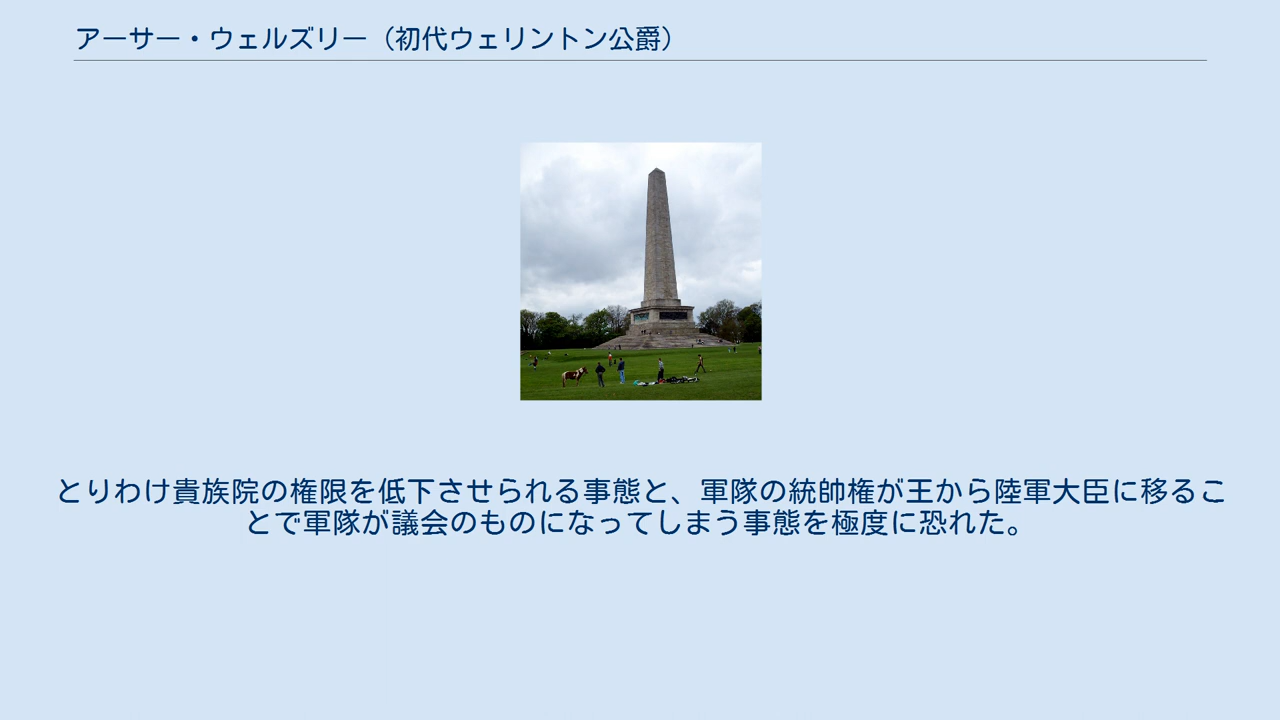 アーサー・ウェルズリー（初代ウェリントン公爵）
とりわけ貴族院の権限を低下させられる事態と、軍隊の統帥権が王から陸軍大臣に移るこ
とで軍隊が議会のものになってしまう事態を極度に恐れた。